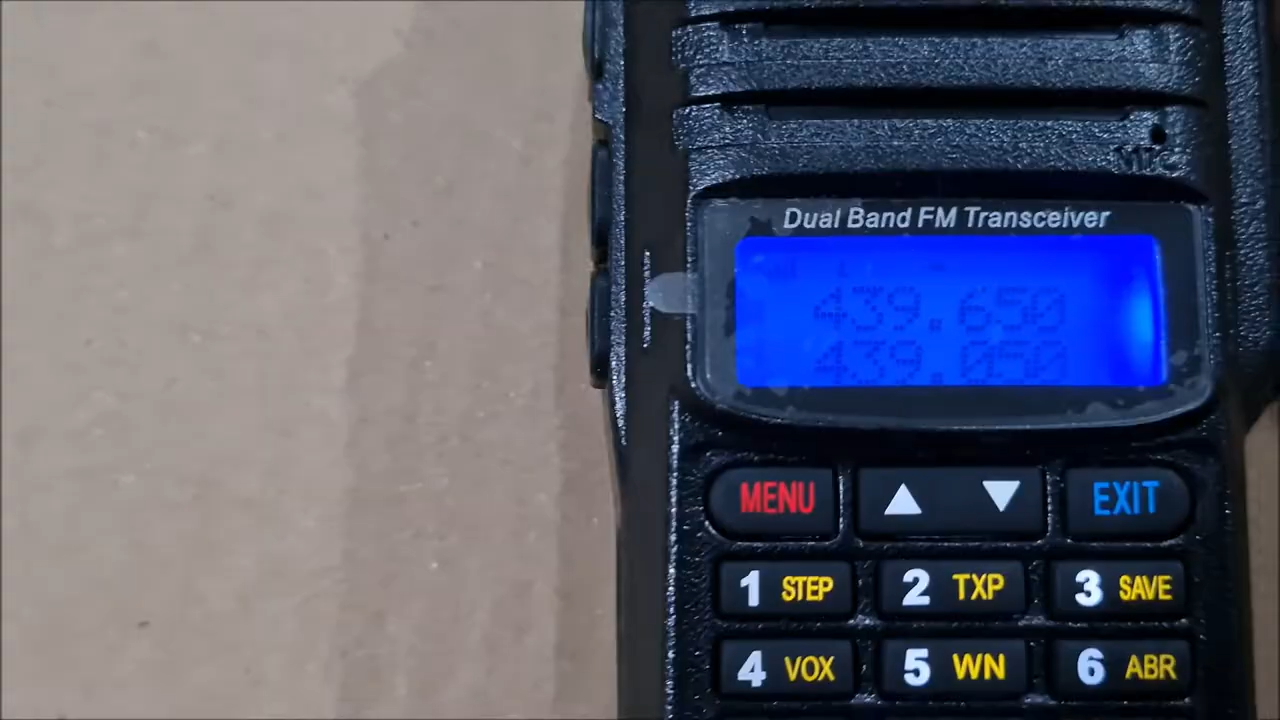 MIC
Dual Band FM Transceiver
439.650
439.050
MENU ▲ ▼ EXIT
1 STEP 2 TXP 3 SAVE
4 VOX 5 WN 6 ABR